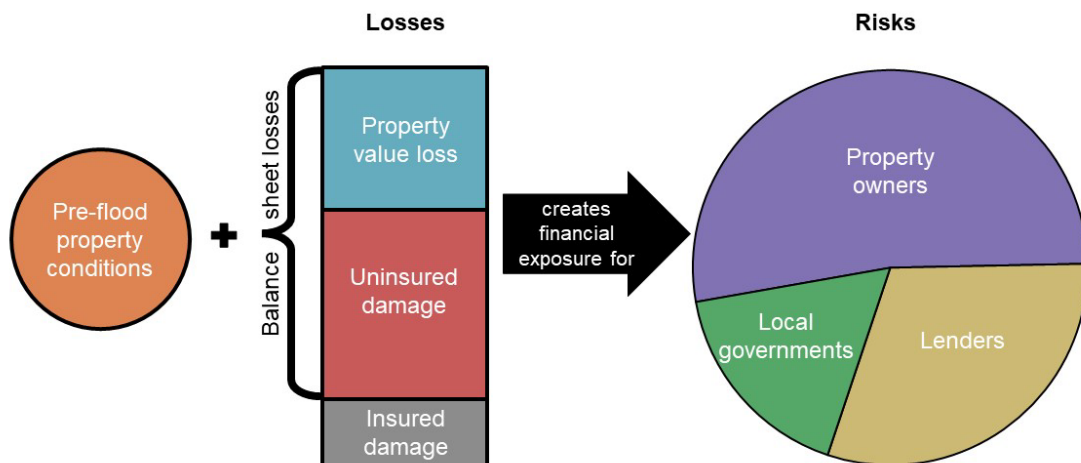 Losses
Risks
Pre-flood
property
conditions
Balance sheet losses
Property
value loss
Uninsured
damage
Insured
damage
creates
financial
exposure for
Property
owners
Local
governments
Lenders